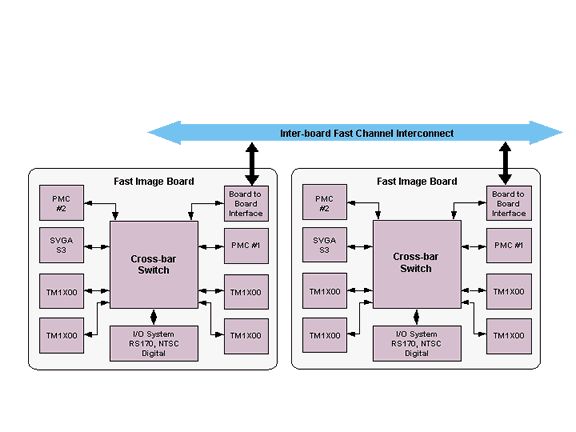 Inter-board Fast Channel Interconnect
Fast Image Board
PMC
#2
Board to
Board
Interface
SVGA
S3
Cross-bar
Switch
PMC #1
TM1X00
TM1X00
TM1X00
I/O System
RS170, NTSC
Digital
TM1X00
Fast Image Board
PMC
#2
Board to
Board
Interface
SVGA
S3
Cross-bar
Switch
PMC #1
TM1X00
TM1X00
TM1X00
I/O System
RS170, NTSC
Digital
TM1X00